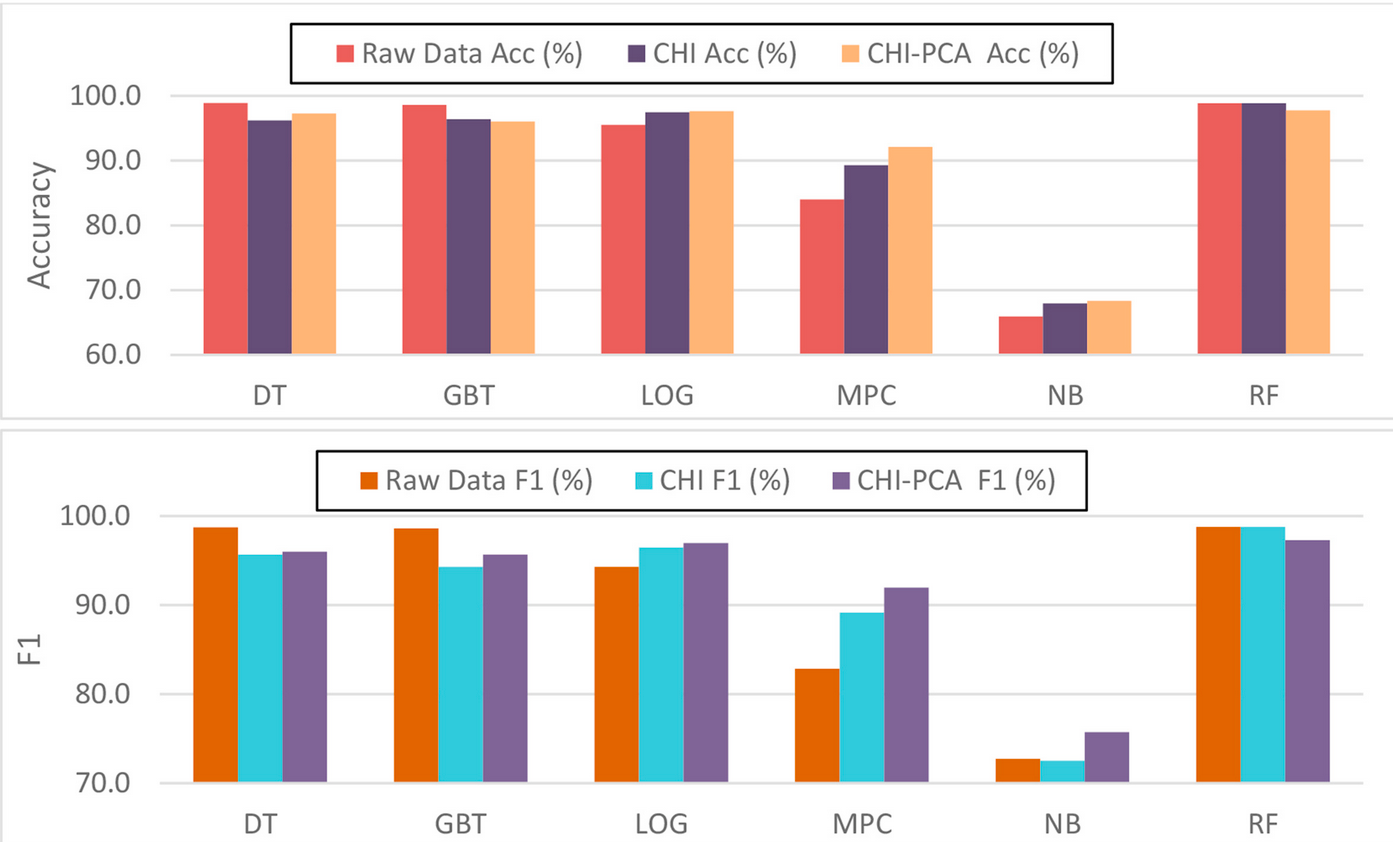 Raw Data Acc (%) CHI Acc (%) CHI-PCA Acc (%)
100.0
90.0
80.0
70.0
60.0
Accuracy
DT GBT LOG MPC NB RF
Raw Data F1 (%) CHI F1 (%) CHI-PCA F1 (%)
100.0
90.0
80.0
70.0
F1
DT GBT LOG MPC NB RF